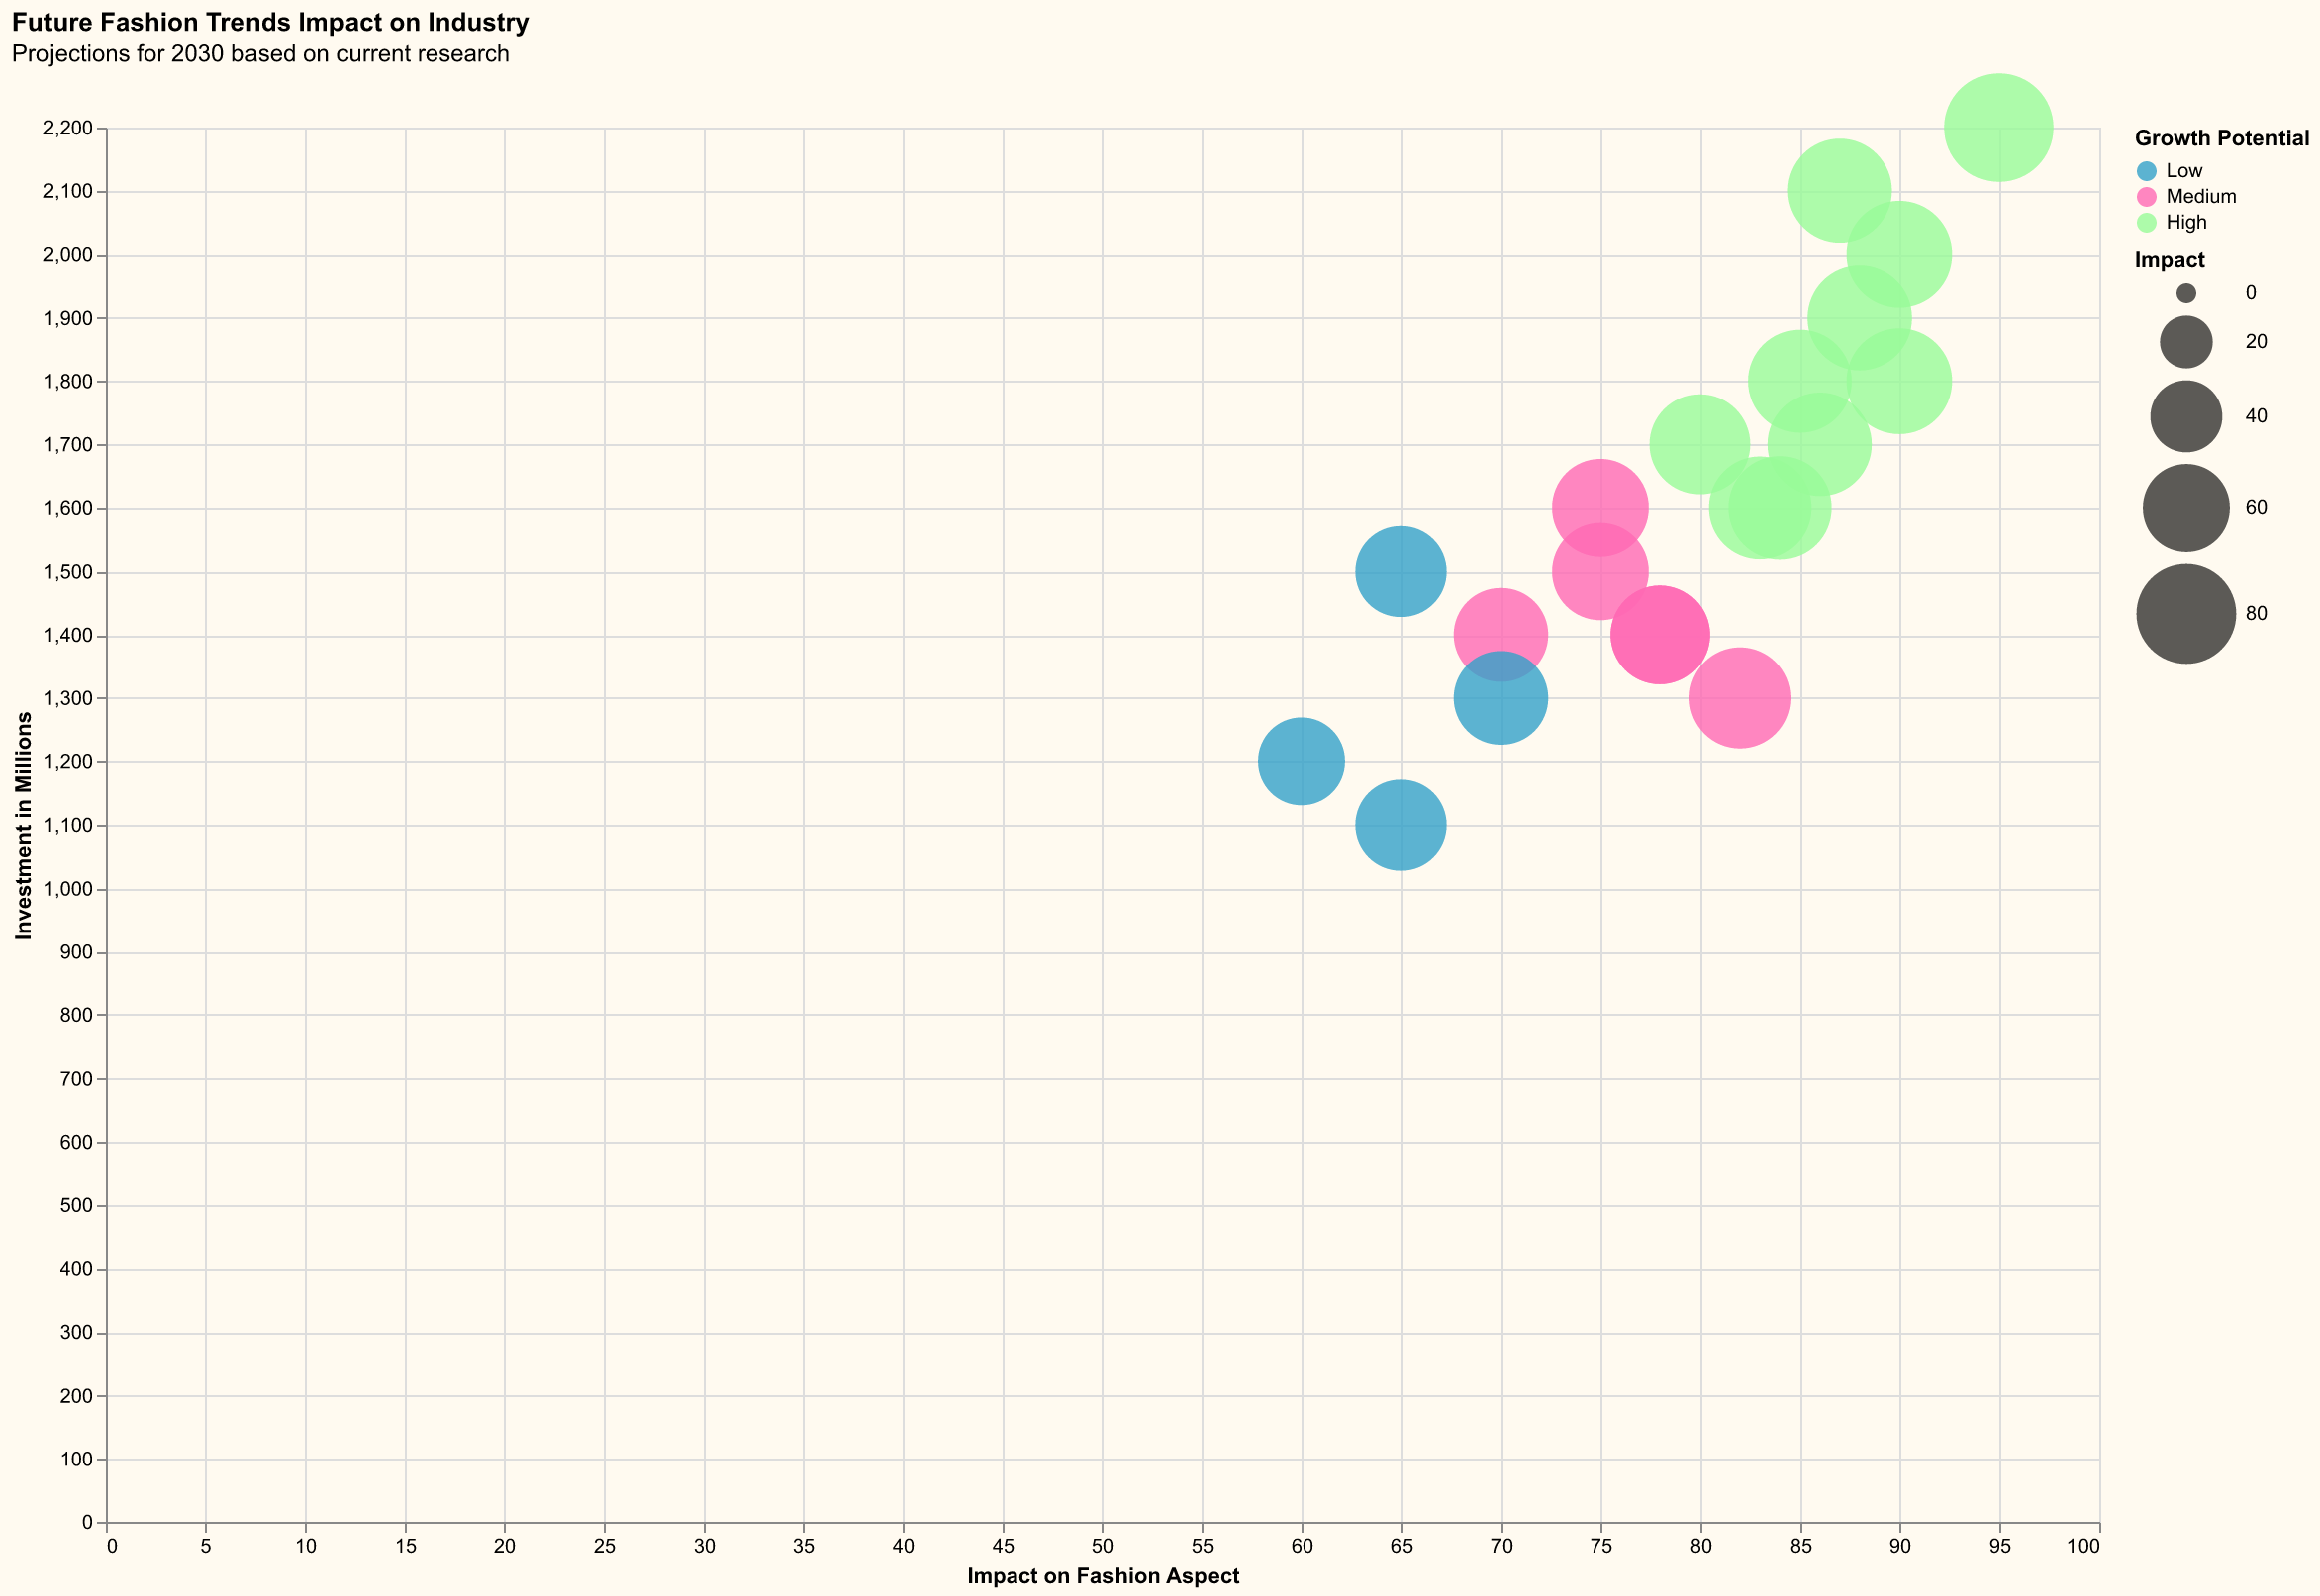 Future Fashion Trends Impact on Industry
Projections for 2030 based on current research
2,200
2,100
2,000
1,900
1,800
1,700
1,600
1,500
1,400
1,300
1,200
1,100
1,000
900
800
700
600
500
400
300
200
100
0
Investment in Millions
0 5 10 15 20 25 30 35 40 45 50 55 60 65 70 75 80 85 90 95 100
Impact on Fashion Aspect
Growth Potential
Low
Medium
High
Impact
0
20
40
60
80